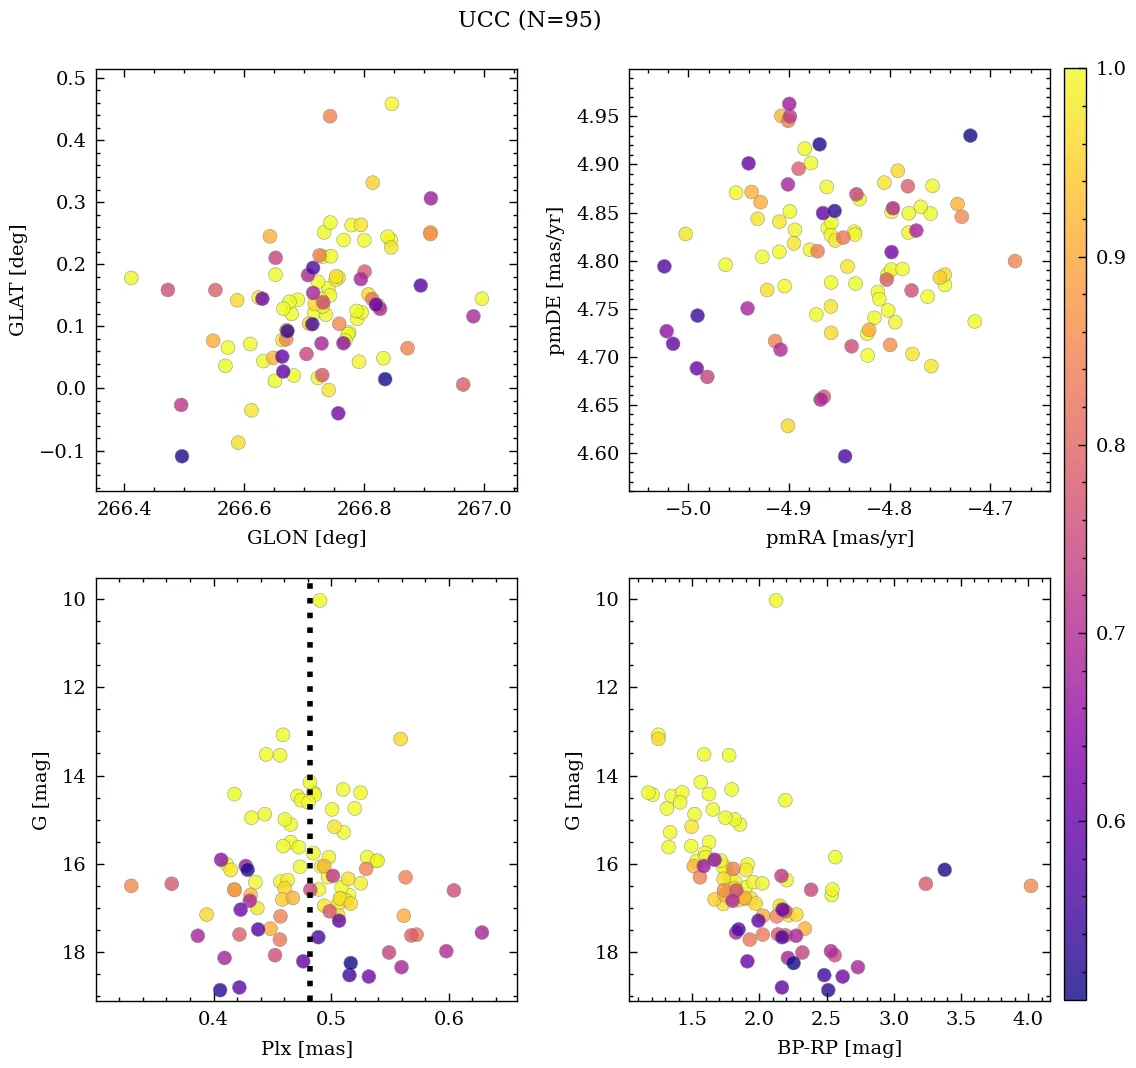 UCC (N=95)
0.5
0.4
0.3
0.2
0.1
0.0
−0.1
GLAT [deg]
266.4 266.6 266.8 267.0
GLON [deg]
4.95
4.90
4.85
4.80
4.75
4.70
4.65
4.60
pmDE [mas/yr]
−5.0 −4.9 −4.8 −4.7
pmRA [mas/yr]
1.0
0.9
0.8
0.7
0.6
10
12
14
16
18
G [mag]
0.4 0.5 0.6
Plx [mas]
10
12
14
16
18
G [mag]
1.5 2.0 2.5 3.0 3.5 4.0
BP-RP [mag]